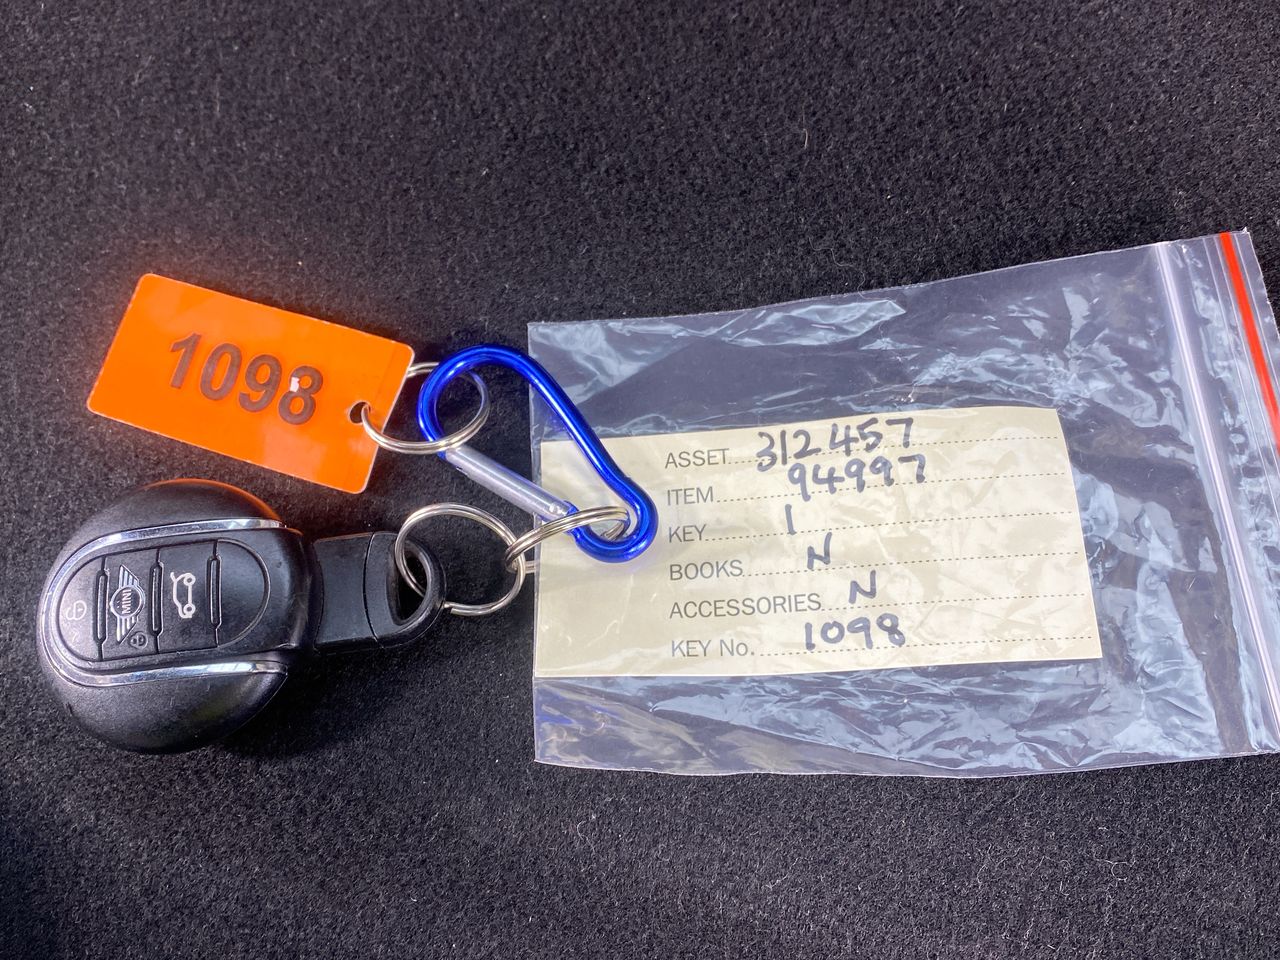 1098
MINI
ASSET 312457
ITEM 94997
KEY 1
BOOKS N
ACCESSORIES N
KEY No. 1098